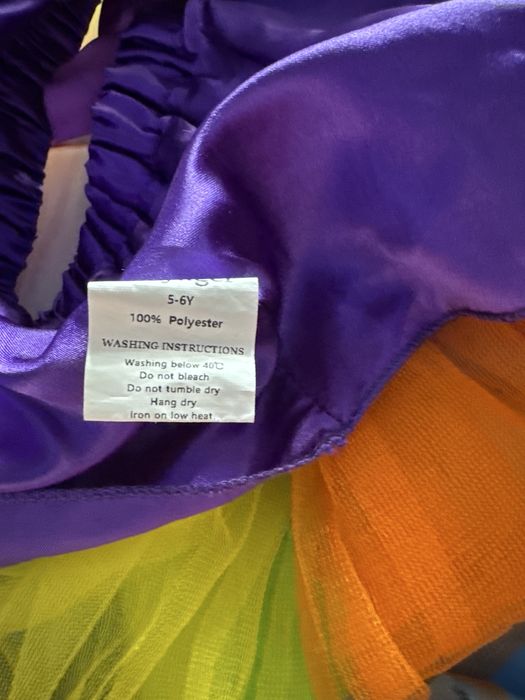 5-6Y
100% Polyester
WASHING INSTRUCTIONS
Washing below 40℃
Do not bleach
Do not tumble dry
Hang dry
Iron on low heat